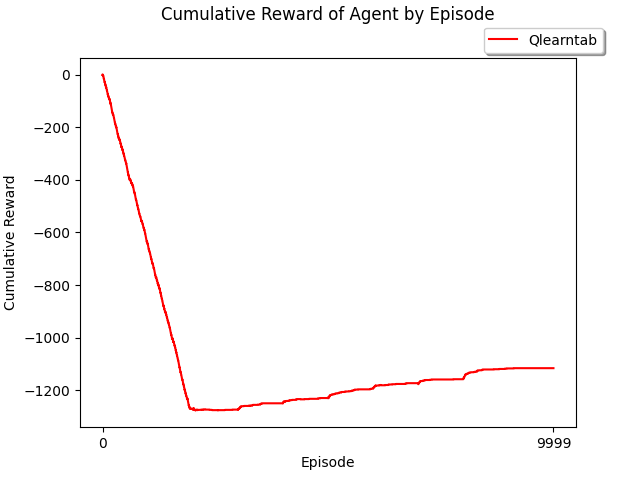 Cumulative Reward of Agent by Episode
Qlearntab
0
−200
−400
−600
−800
−1000
−1200
Cumulative Reward
0
9999
Episode